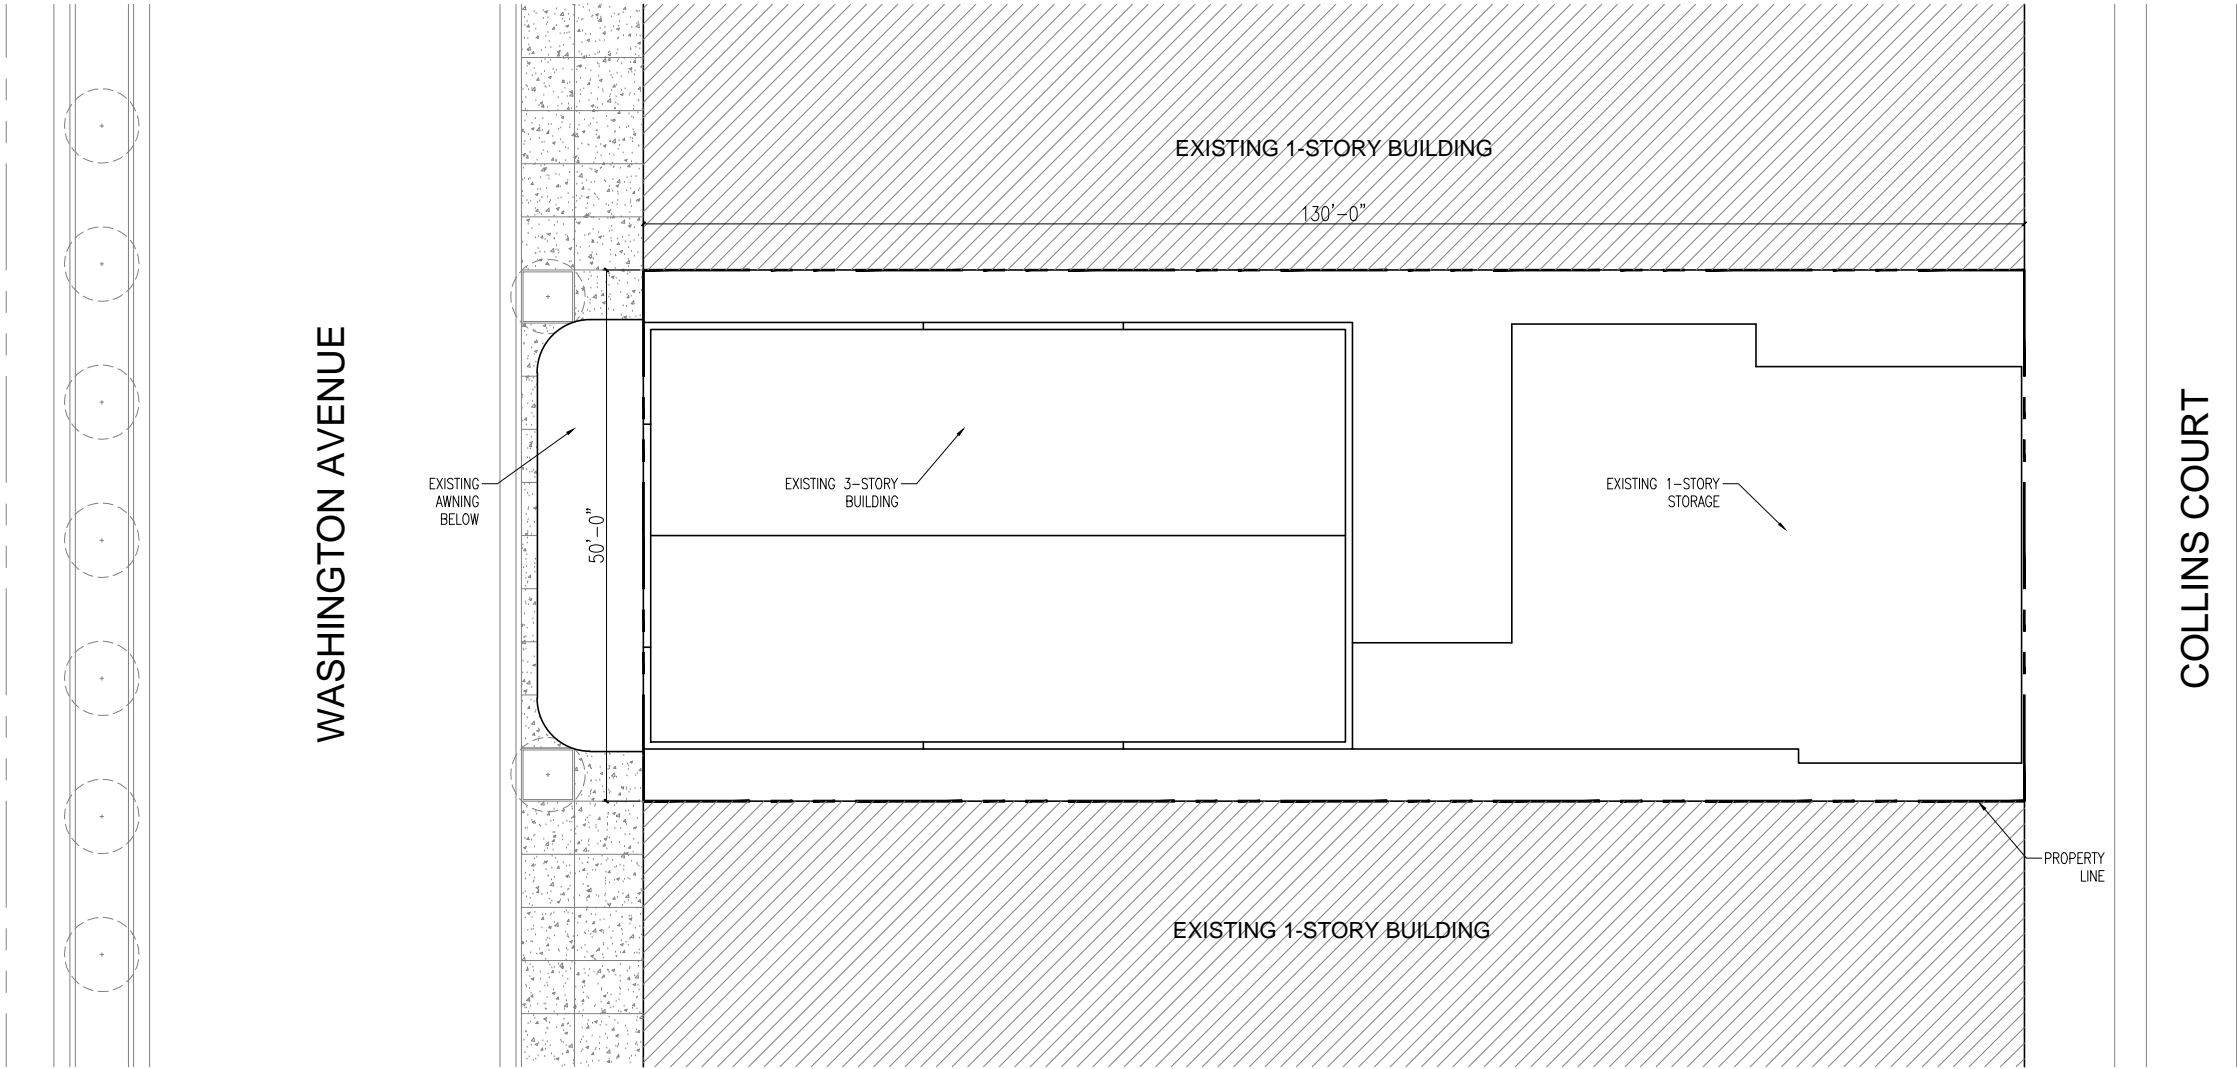 EXISTING 1-STORY BUILDING
130'-0"
WASHINGTON AVENUE
EXISTING
AWNING
BELOW
50'-0"
EXISTING 3-STORY
BUILDING
EXISTING 1-STORY
STORAGE
COLLINS COURT
PROPERTY
LINE
EXISTING 1-STORY BUILDING